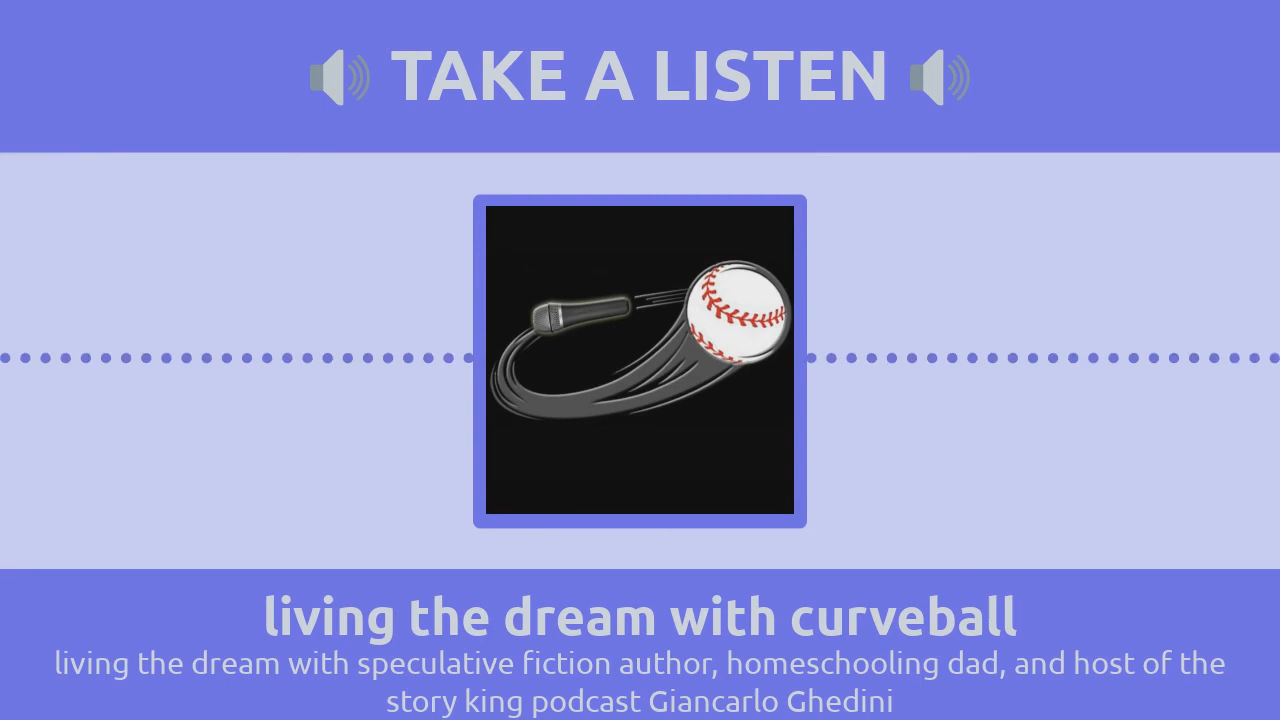 🔊 TAKE A LISTEN 🔊
living the dream with curveball
living the dream with speculative fiction author, homeschooling dad, and host of the
story king podcast Giancarlo Ghedini